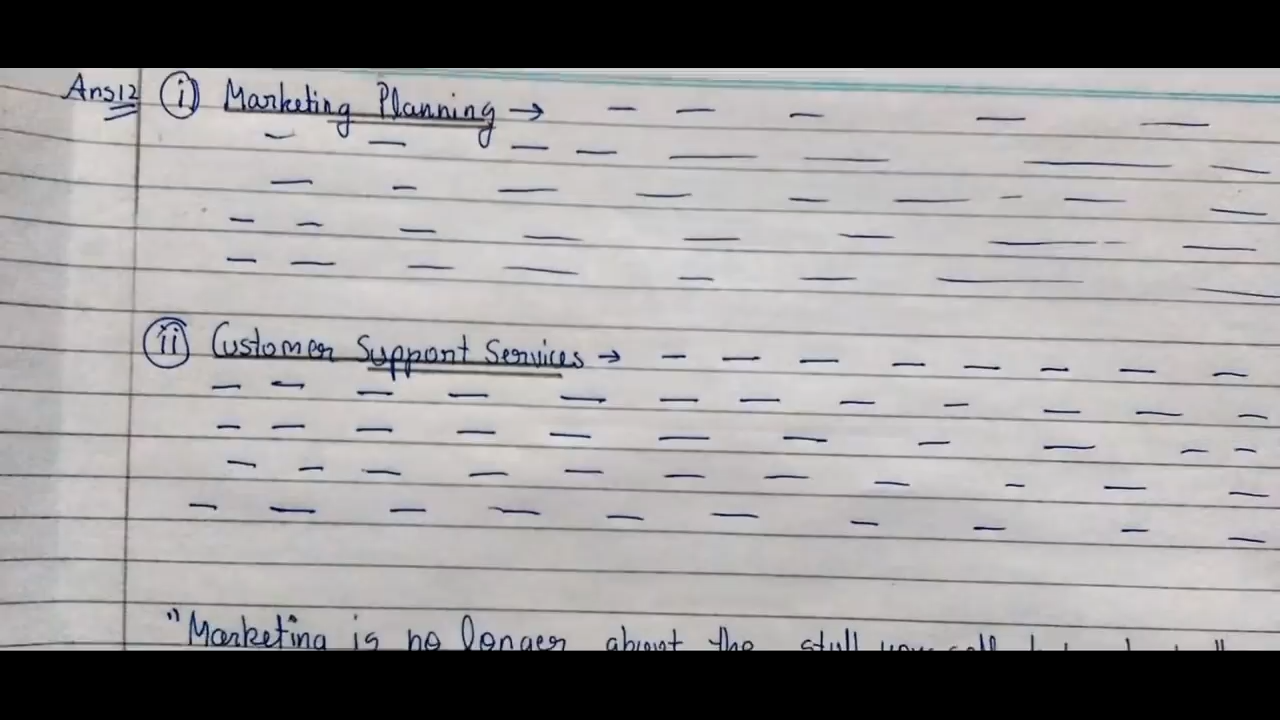 Ans12 (i) Marketing Planning → — — — — —
— — — — — — — —
— — — — — — — — —
— — — — — — — —
— — — — — — — —
(ii) Customer Support Services → — — — — — — — —
— — — — — — — — — — — —
— — — — — — — — — — —
— — — — — — — — — — —
— — — — — — — — — —
"Marketing is no longer about the